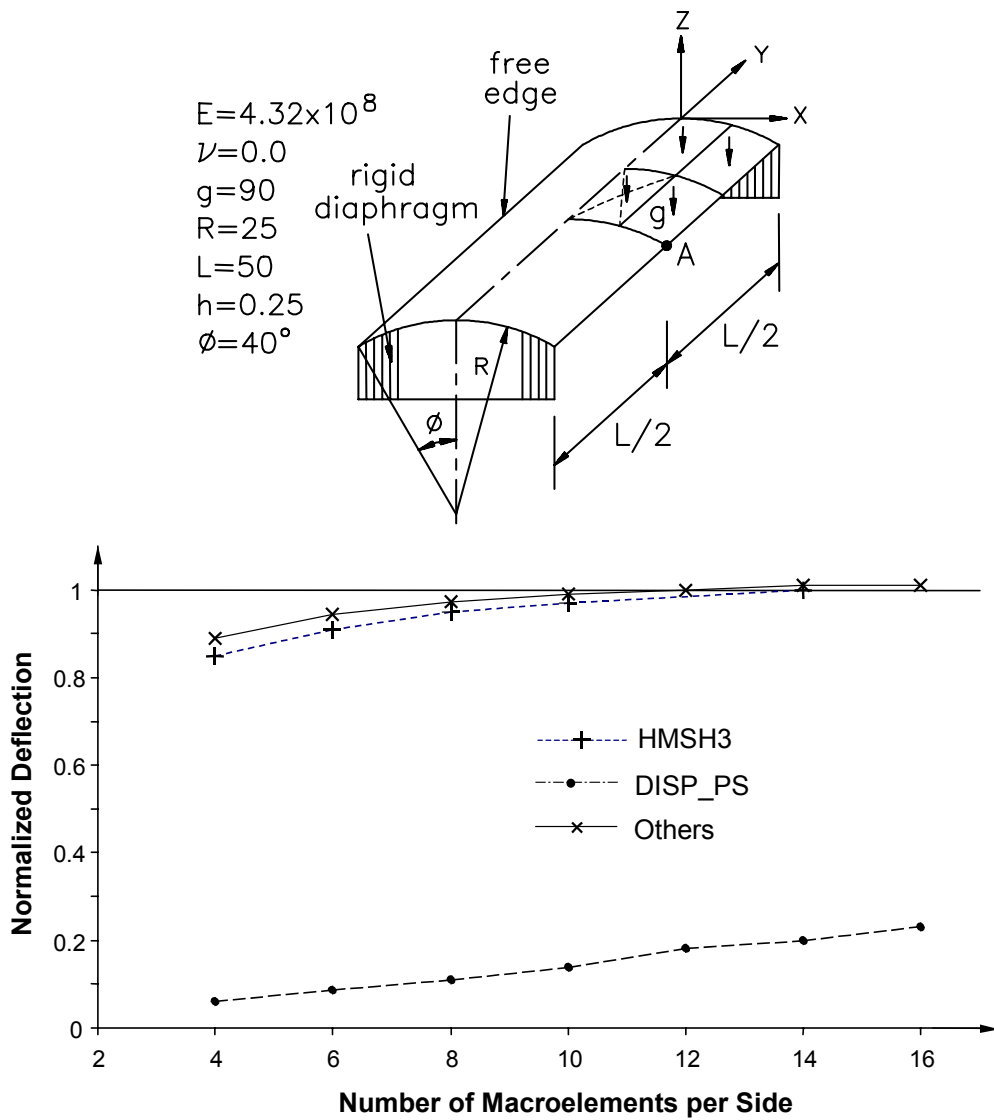 Z
Y
X
free
edge
E=4.32x10⁸
ν=0.0
g=90
R=25
L=50
h=0.25
ø=40°
rigid
diaphragm
g
A
R
ø
L/2
L/2
1
0.8
0.6
0.4
0.2
0
Normalized Deflection
HMSH3
DISP_PS
Others
2 4 6 8 10 12 14 16
Number of Macroelements per Side